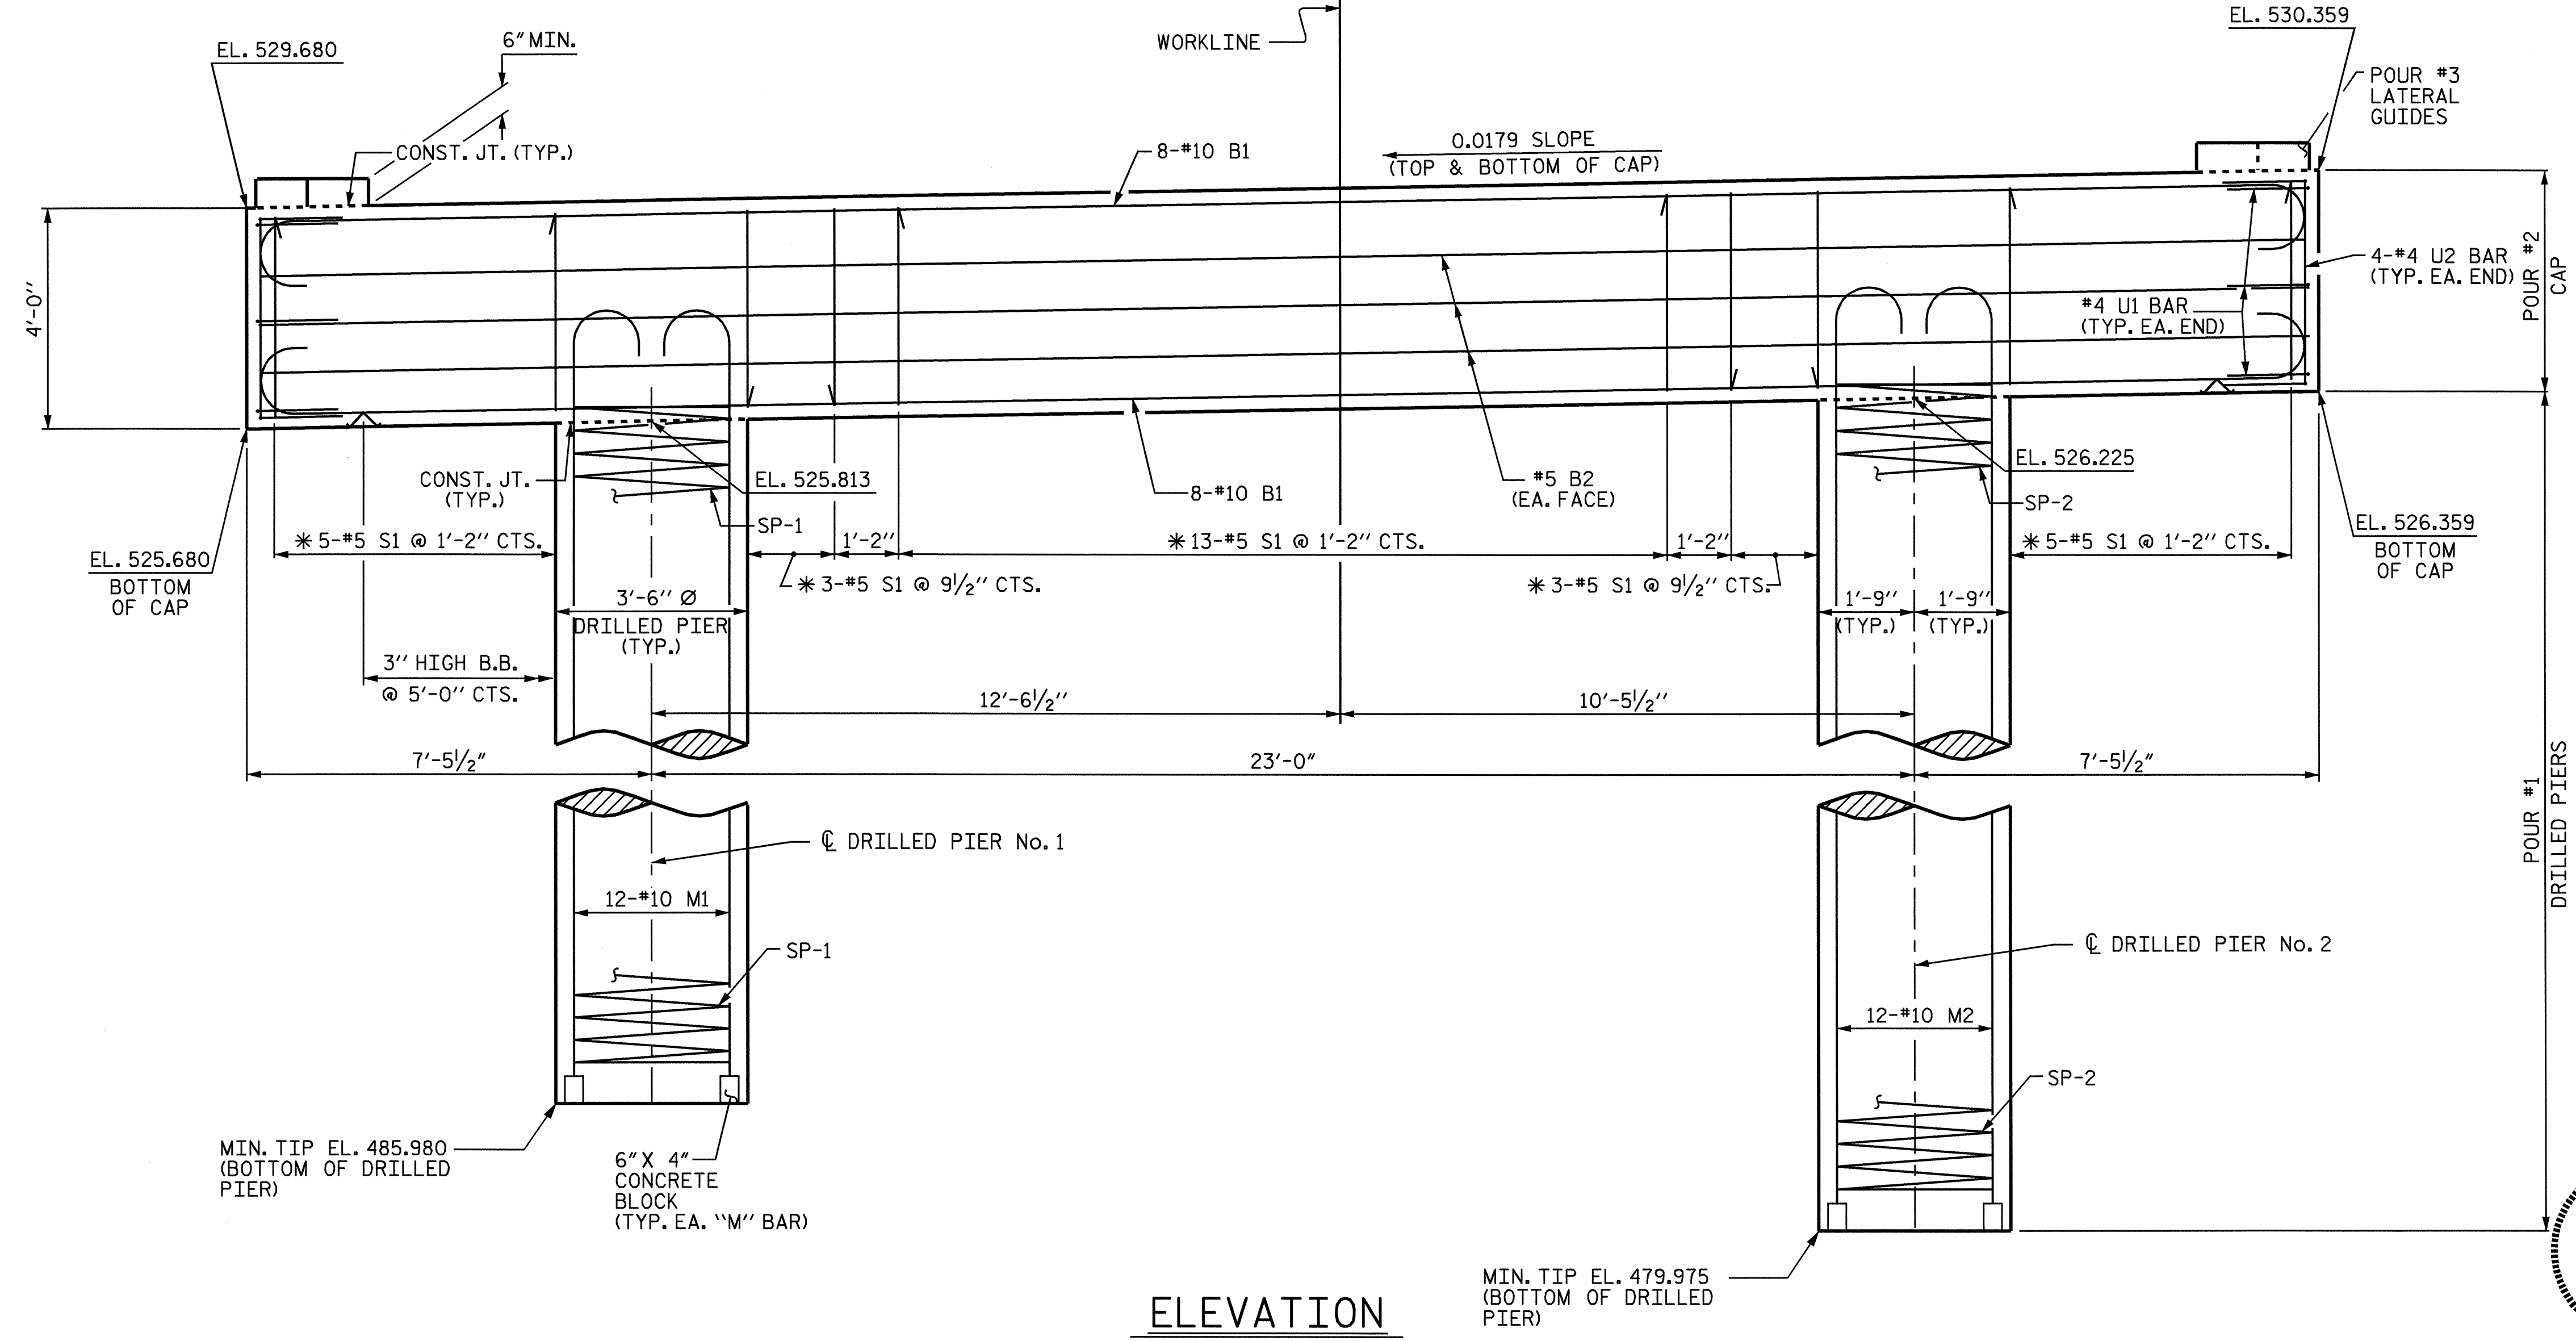 EL. 530.359
WORKLINE
6" MIN.
EL. 529.680
POUR #3
LATERAL
GUIDES
0.0179 SLOPE
(TOP & BOTTOM OF CAP)
CONST. JT. (TYP.)
8-#10 B1
4'-0"
4-#4 U2 BAR
(TYP. EA. END)
POUR #2
CAP
#4 U1 BAR
(TYP. EA. END)
CONST. JT.
(TYP.)
EL. 525.813
8-#10 B1
#5 B2
(EA. FACE)
EL. 526.225
SP-1
SP-2
EL. 525.680
BOTTOM
OF CAP
EL. 526.359
BOTTOM
OF CAP
✳ 5-#5 S1 @ 1'-2" CTS.
1'-2"
✳ 13-#5 S1 @ 1'-2" CTS.
1'-2"
✳ 5-#5 S1 @ 1'-2" CTS.
✳ 3-#5 S1 @ 9½" CTS.
✳ 3-#5 S1 @ 9½" CTS.
3'-6" Ø
DRILLED PIER
(TYP.)
1'-9"
(TYP.)
1'-9"
(TYP.)
3" HIGH B.B.
@ 5'-0" CTS.
12'-6½"
10'-5½"
7'-5½"
23'-0"
7'-5½"
POUR #1
DRILLED PIERS
℄ DRILLED PIER No. 1
12-#10 M1
SP-1
℄ DRILLED PIER No. 2
12-#10 M2
SP-2
MIN. TIP EL. 485.980
(BOTTOM OF DRILLED
PIER)
6" X 4"
CONCRETE
BLOCK
(TYP. EA. "M" BAR)
MIN. TIP EL. 479.975
(BOTTOM OF DRILLED
PIER)
ELEVATION